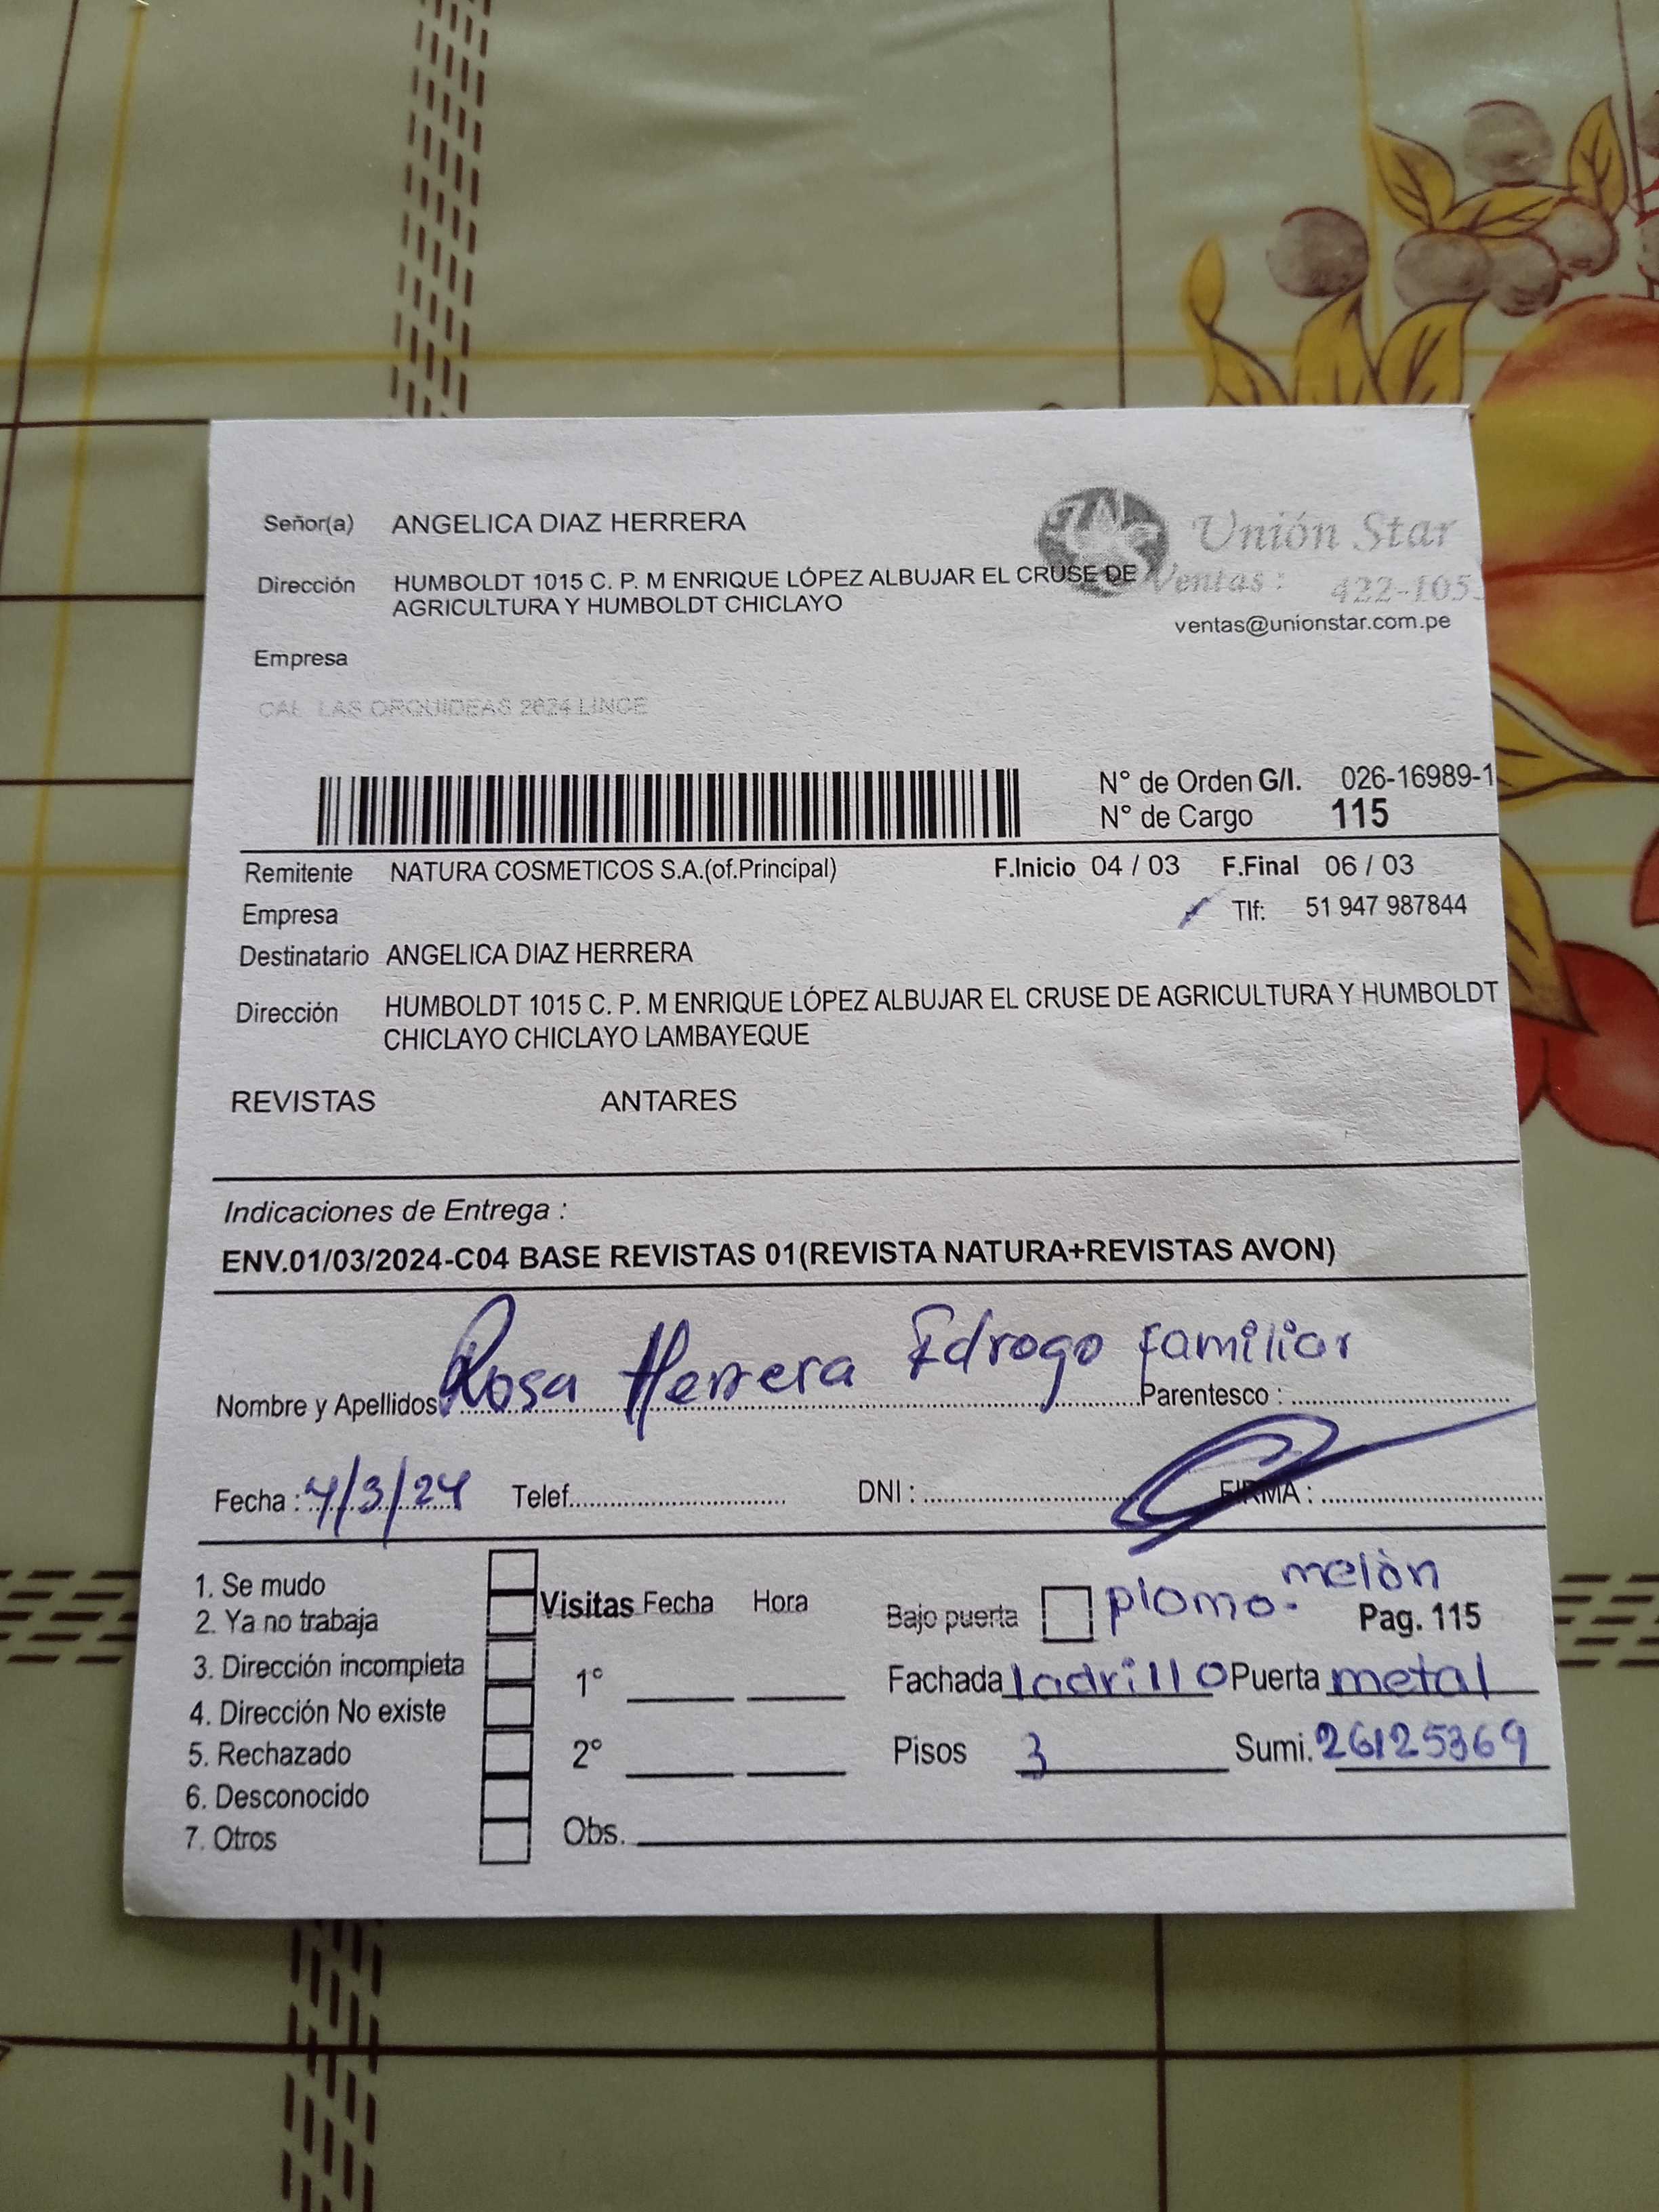 Señor(a) ANGELICA DIAZ HERRERA
Unión Star
Dirección HUMBOLDT 1015 C. P. M ENRIQUE LÓPEZ ALBUJAR EL CRUSE DE
AGRICULTURA Y HUMBOLDT CHICLAYO
Ventas : 422-105
ventas@unionstar.com.pe
Empresa
CAL LAS ORQUIDEAS 2624 LINCE
N° de Orden G/I. 026-16989-1
N° de Cargo 115
Remitente NATURA COSMETICOS S.A.(of.Principal) F.Inicio 04 / 03 F.Final 06 / 03
Empresa Tlf: 51 947 987844
Destinatario ANGELICA DIAZ HERRERA
Dirección HUMBOLDT 1015 C. P. M ENRIQUE LÓPEZ ALBUJAR EL CRUSE DE AGRICULTURA Y HUMBOLDT
CHICLAYO CHICLAYO LAMBAYEQUE
REVISTAS ANTARES
Indicaciones de Entrega :
ENV.01/03/2024-C04 BASE REVISTAS 01(REVISTA NATURA+REVISTAS AVON)
Nombre y Apellidos: Rosa Herrera Idrogo Parentesco : familiar
Fecha : 4/3/24 Telef. DNI : FIRMA :
1. Se mudo
2. Ya no trabaja
3. Dirección incompleta
4. Dirección No existe
5. Rechazado
6. Desconocido
7. Otros
Visitas Fecha Hora
1°
2°
Obs.
Bajo puerta plomo-melòn
Pag. 115
Fachada ladrillo Puerta metal
Pisos 3 Sumi. 26125369